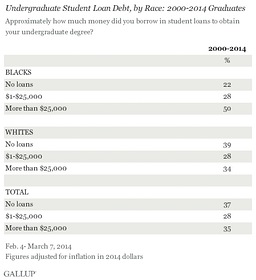 Undergraduate Student Loan Debt, by Race: 2000-2014 Graduates
Approximately how much money did you borrow in student loans to obtain
your undergraduate degree?
2000-2014
%
BLACKS
No loans 22
$1-$25,000 28
More than $25,000 50
WHITES
No loans 39
$1-$25,000 28
More than $25,000 34
TOTAL
No loans 37
$1-$25,000 28
More than $25,000 35
Feb. 4-March 7, 2014
Figures adjusted for inflation in 2014 dollars
GALLUP